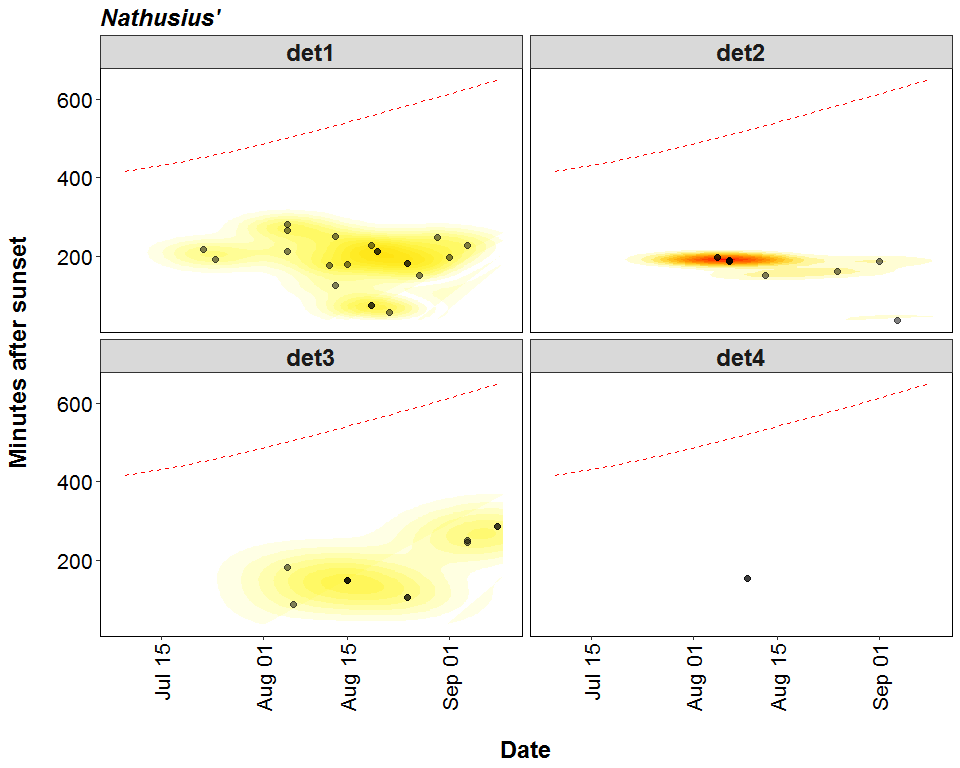 Nathusius'
det1
det2
600
400
200
det3
det4
600
400
200
Minutes after sunset
Jul 15
Aug 01
Aug 15
Sep 01
Jul 15
Aug 01
Aug 15
Sep 01
Date